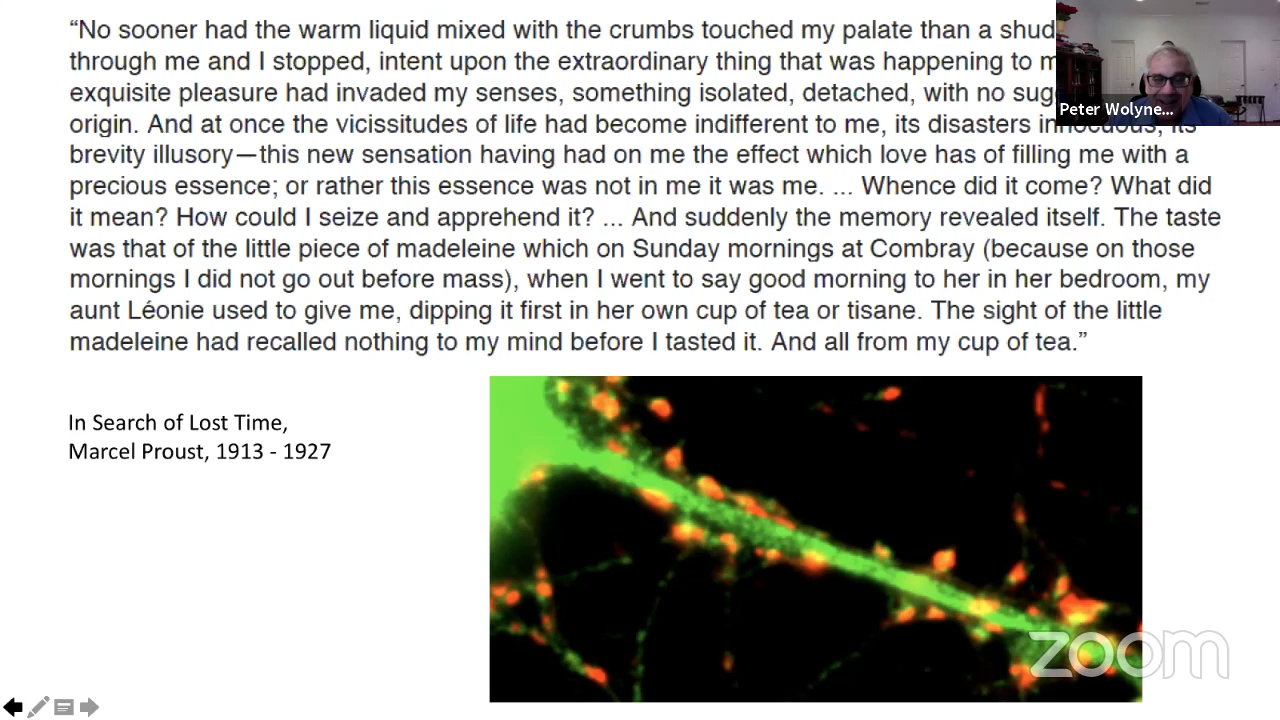 “No sooner had the warm liquid mixed with the crumbs touched my palate than a shud
through me and I stopped, intent upon the extraordinary thing that was happening to m
exquisite pleasure had invaded my senses, something isolated, detached, with no sug
origin. And at once the vicissitudes of life had become indifferent to me, its disasters innocuous, its
brevity illusory—this new sensation having had on me the effect which love has of filling me with a
precious essence; or rather this essence was not in me it was me. ... Whence did it come? What did
it mean? How could I seize and apprehend it? ... And suddenly the memory revealed itself. The taste
was that of the little piece of madeleine which on Sunday mornings at Combray (because on those
mornings I did not go out before mass), when I went to say good morning to her in her bedroom, my
aunt Léonie used to give me, dipping it first in her own cup of tea or tisane. The sight of the little
madeleine had recalled nothing to my mind before I tasted it. And all from my cup of tea.”
Peter Wolyne...
In Search of Lost Time,
Marcel Proust, 1913 - 1927
zoom